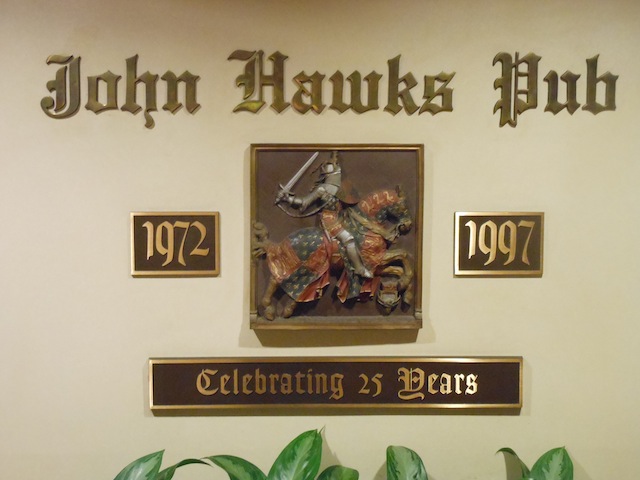 John Hawks Pub
1972
1997
Celebrating 25 Years